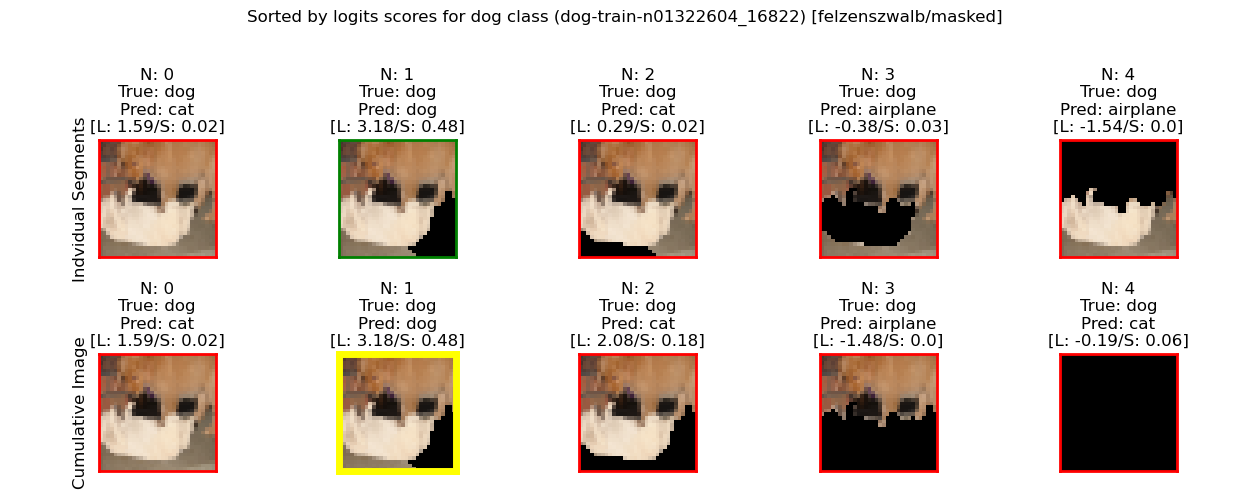 Sorted by logits scores for dog class (dog-train-n01322604_16822) [felzenszwalb/masked]
Indvidual Segments
N: 0
True: dog
Pred: cat
[L: 1.59/S: 0.02]
N: 1
True: dog
Pred: dog
[L: 3.18/S: 0.48]
N: 2
True: dog
Pred: cat
[L: 0.29/S: 0.02]
N: 3
True: dog
Pred: airplane
[L: -0.38/S: 0.03]
N: 4
True: dog
Pred: airplane
[L: -1.54/S: 0.0]
Cumulative Image
N: 0
True: dog
Pred: cat
[L: 1.59/S: 0.02]
N: 1
True: dog
Pred: dog
[L: 3.18/S: 0.48]
N: 2
True: dog
Pred: cat
[L: 2.08/S: 0.18]
N: 3
True: dog
Pred: airplane
[L: -1.48/S: 0.0]
N: 4
True: dog
Pred: cat
[L: -0.19/S: 0.06]